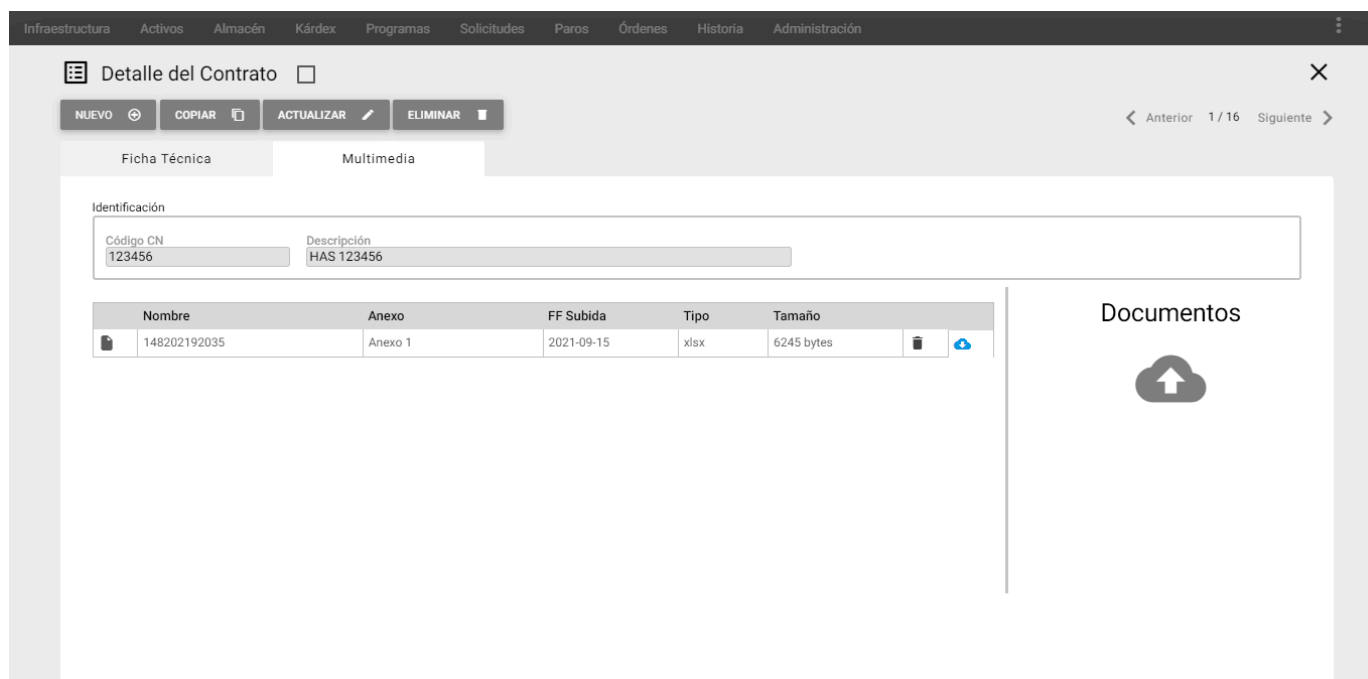 Infraestructura Activos Almacén Kárdex Programas Solicitudes Paros Órdenes Historia Administración
Detalle del Contrato
NUEVO COPIAR ACTUALIZAR ELIMINAR Anterior 1 / 16 Siguiente
Ficha Técnica Multimedia
Identificación
Código CN Descripción
123456 HAS 123456
Documentos
Nombre Anexo FF Subida Tipo Tamaño
148202192035 Anexo 1 2021-09-15 xlsx 6245 bytes